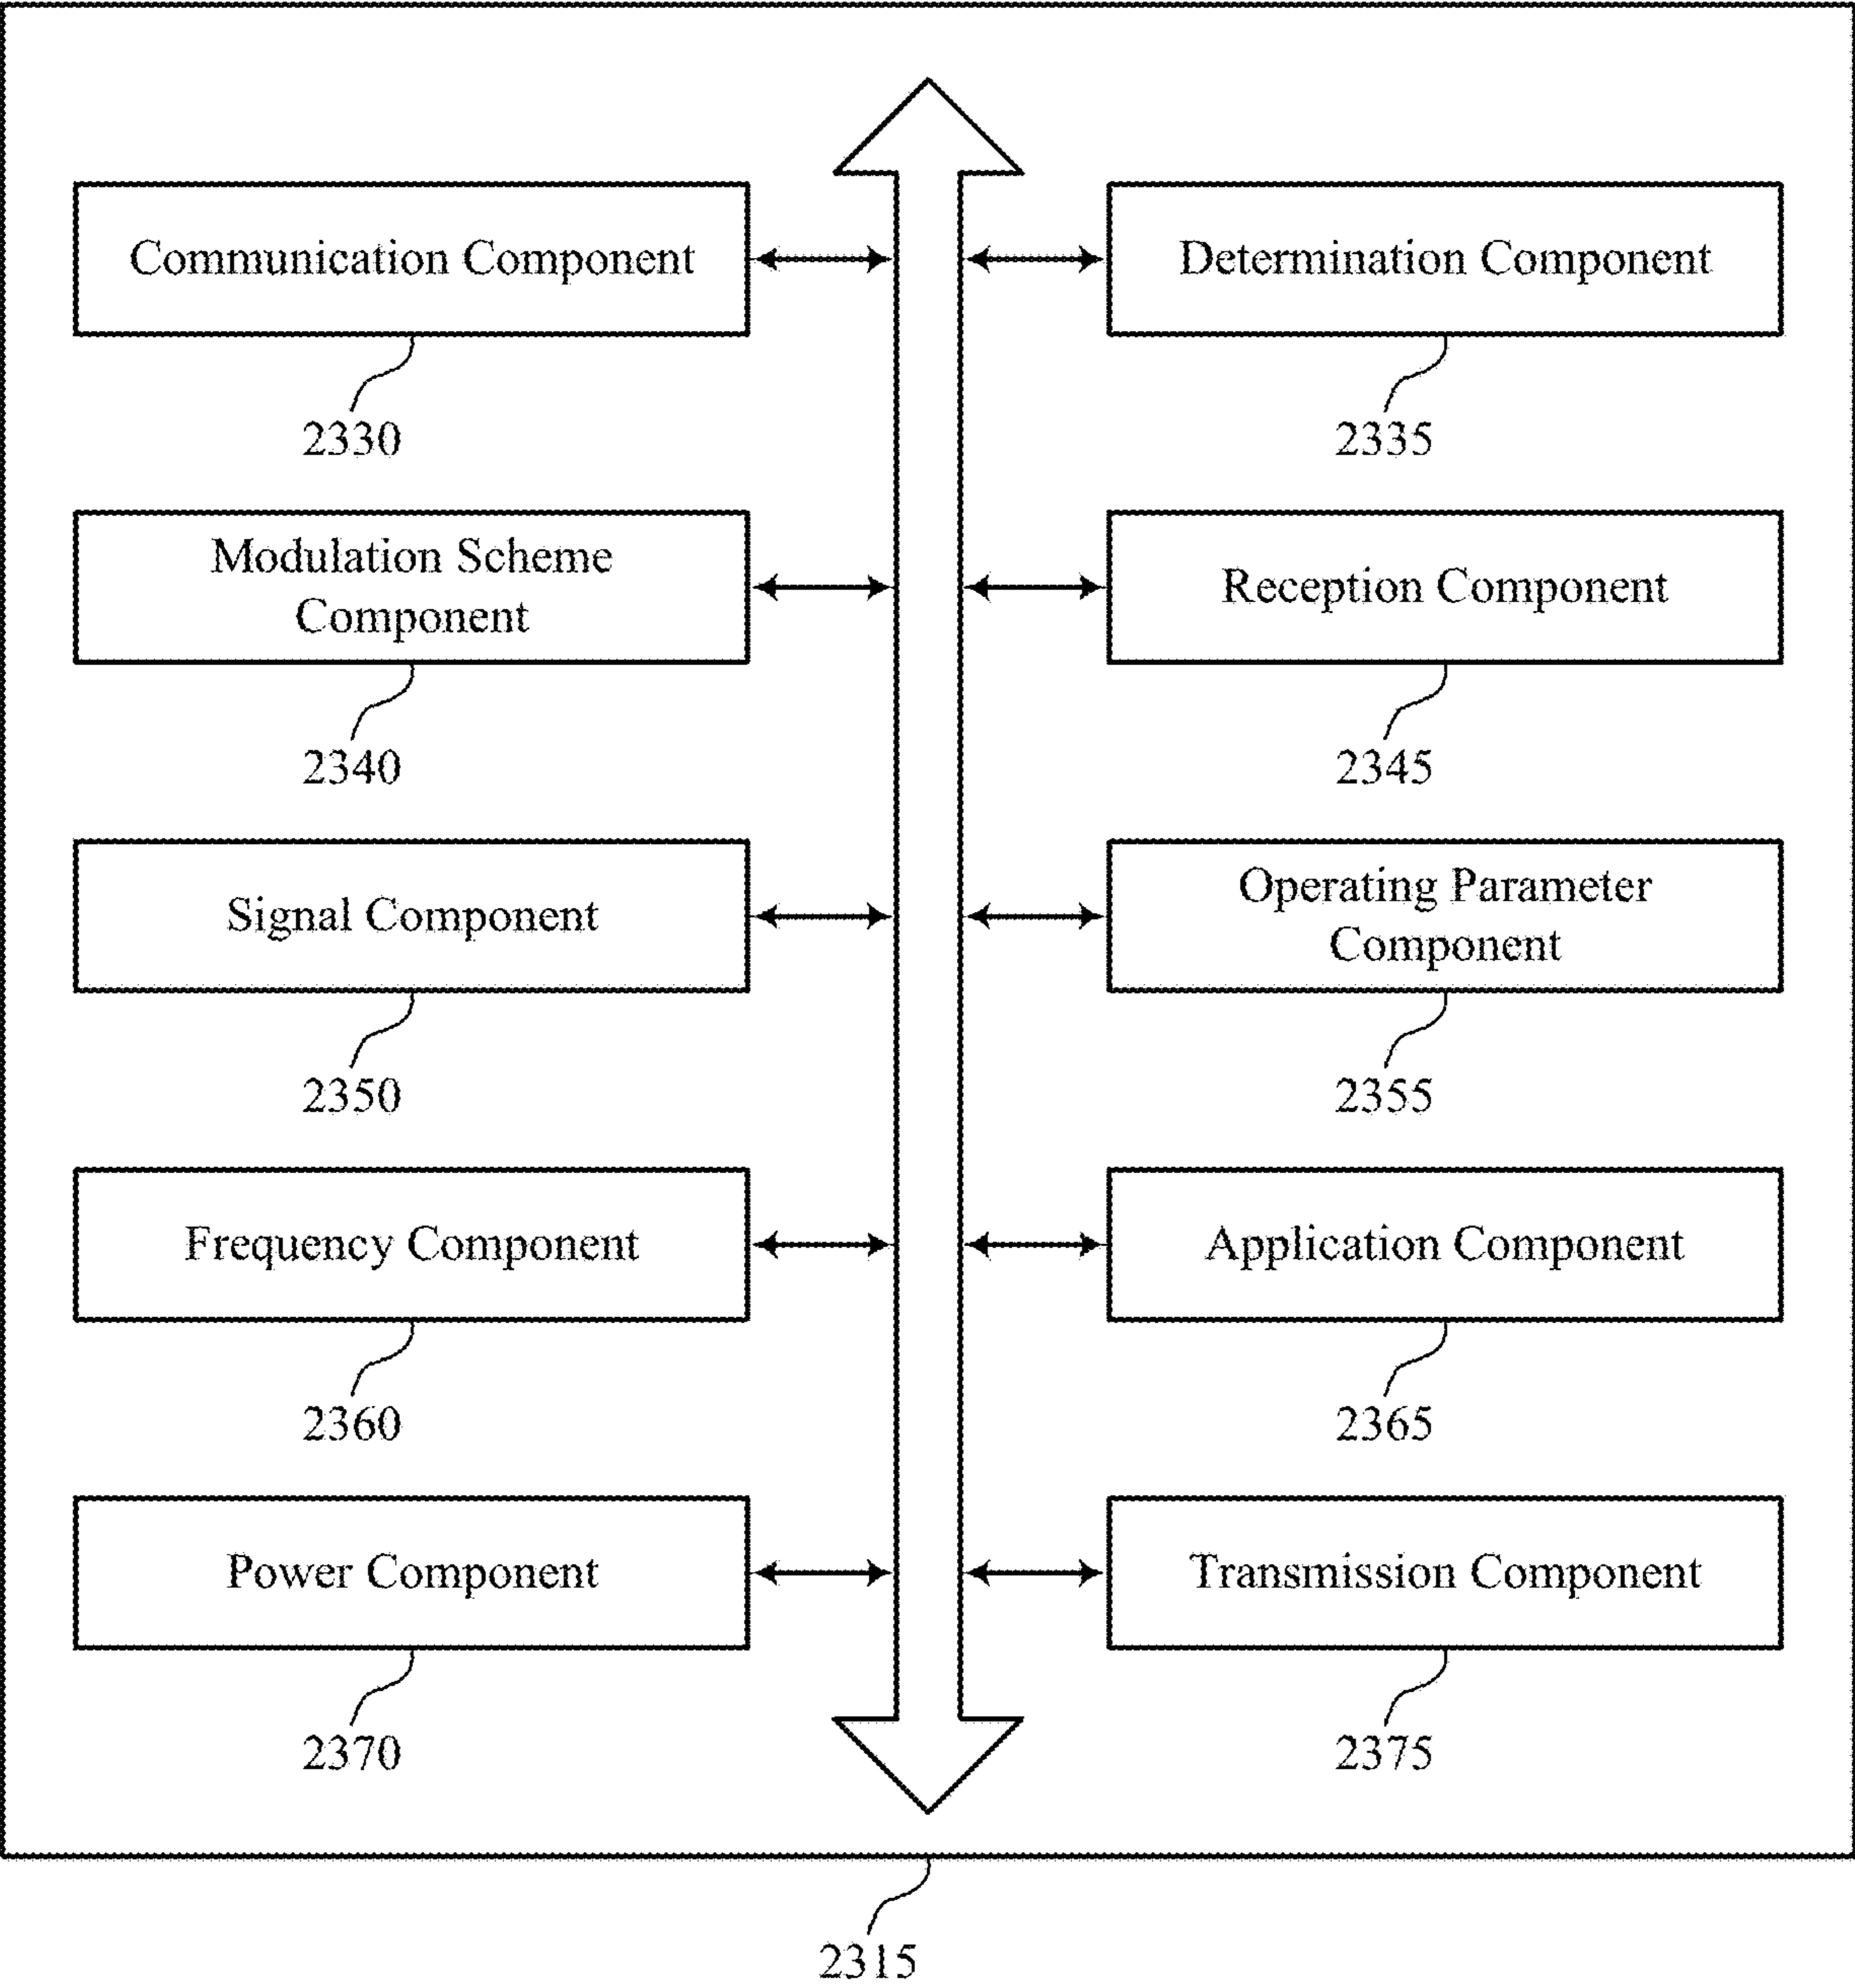 Communication Component
Determination Component
2330
2335
Modulation Scheme
Component
Reception Component
2340
2345
Signal Component
Operating Parameter
Component
2350
2355
Frequency Component
Application Component
2360
2365
Power Component
Transmission Component
2370
2375
2315